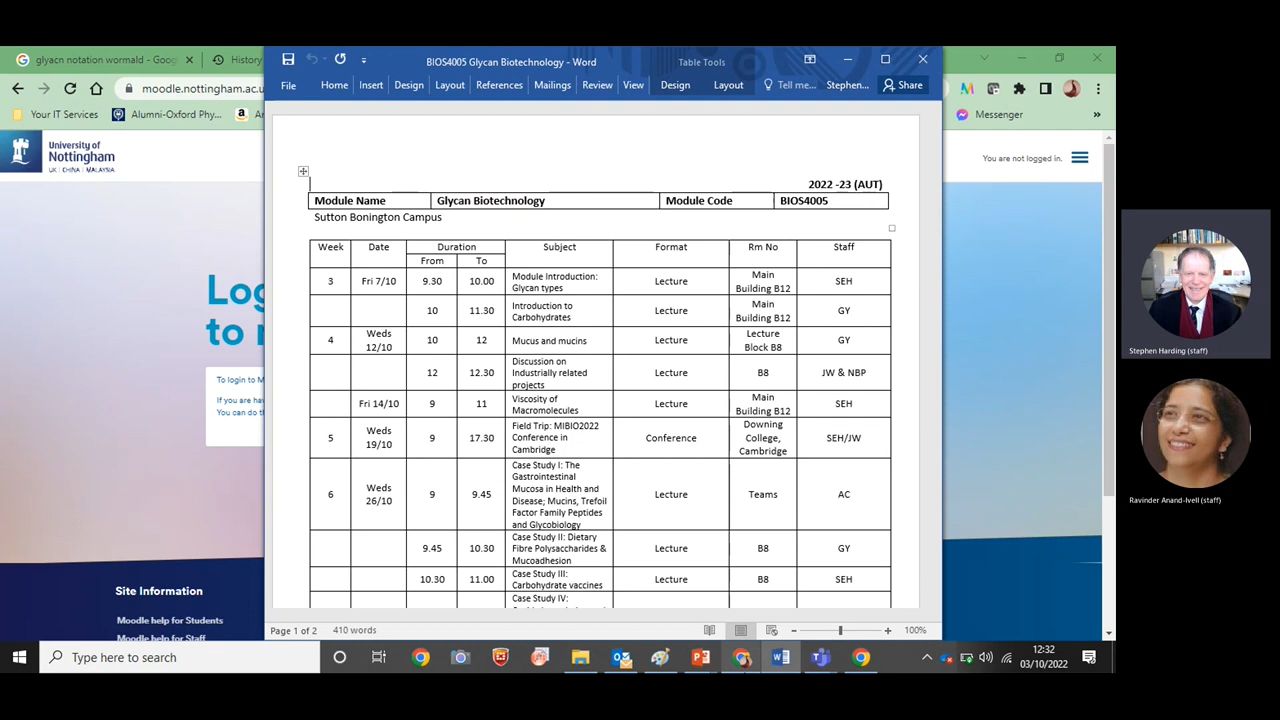 glyacn notation wormald - Goog
History
BIOS4005 Glycan Biotechnology - Word
Table Tools
moodle.nottingham.ac.u
File
Home
Insert
Design
Layout
References
Mailings
Review
View
Design
Layout
Tell me...
Stephen...
Share
Your IT Services
Alumni-Oxford Phy...
Messenger
University of
Nottingham
UK | CHINA | MALAYSIA
You are not logged in.
2022 -23 (AUT)
Module Name Glycan Biotechnology Module Code BIOS4005
Sutton Bonington Campus
Week Date Duration Subject Format Rm No Staff
From To
3 Fri 7/10 9.30 10.00 Module Introduction: Glycan types Lecture Main Building B12 SEH
10 11.30 Introduction to Carbohydrates Lecture Main Building B12 GY
4 Weds 12/10 10 12 Mucus and mucins Lecture Lecture Block B8 GY
12 12.30 Discussion on Industrially related projects Lecture B8 JW & NBP
Fri 14/10 9 11 Viscosity of Macromolecules Lecture Main Building B12 SEH
5 Weds 19/10 9 17.30 Field Trip: MIBIO2022 Conference in Cambridge Conference Downing College, Cambridge SEH/JW
6 Weds 26/10 9 9.45 Case Study I: The Gastrointestinal Mucosa in Health and Disease; Mucins, Trefoil Factor Family Peptides and Glycobiology Lecture Teams AC
9.45 10.30 Case Study II: Dietary Fibre Polysaccharides & Mucoadhesion Lecture B8 GY
10.30 11.00 Case Study III: Carbohydrate vaccines Lecture B8 SEH
Case Study IV:
Log
to
To login to M
If you are hav
You can do th
Site Information
Moodle help for Students
Moodle help for Staff
Page 1 of 2
410 words
100%
Type here to search
12:32
03/10/2022
Stephen Harding (staff)
Ravinder Anand-Ivell (staff)